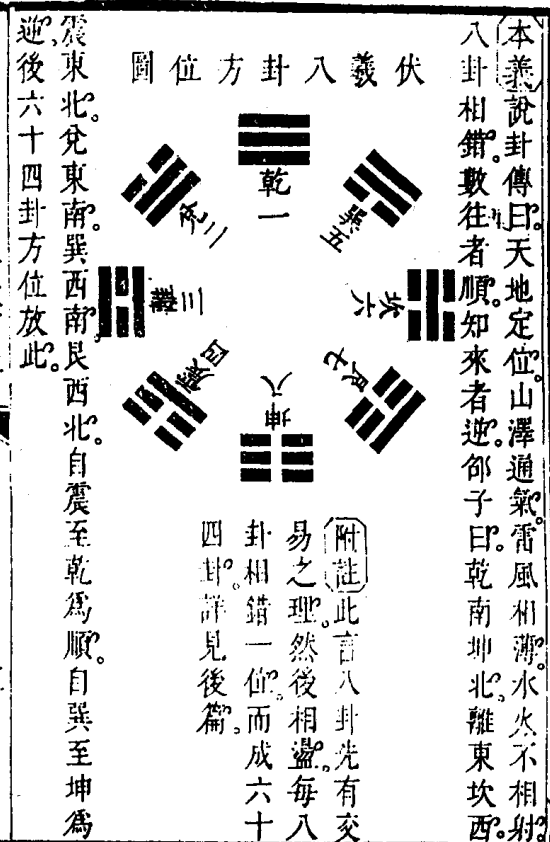 本義說卦傳曰。天地定位。山澤通氣。雷風相薄。水火不相射。
八卦相錯。數往者順。知來者逆。邵子曰。乾南坤北。離東坎西。
伏羲八卦方位圖
乾一
兌二
離三
震四
巽五
坎六
艮七
坤八
附註此言八卦先有交
易之理。然後相盪。每八
卦相錯一位。而成六十
四卦。詳見後篇。
震東北。兌東南。巽西南。艮西北。自震至乾爲順。自巽至坤爲
逆。後六十四卦方位放此。